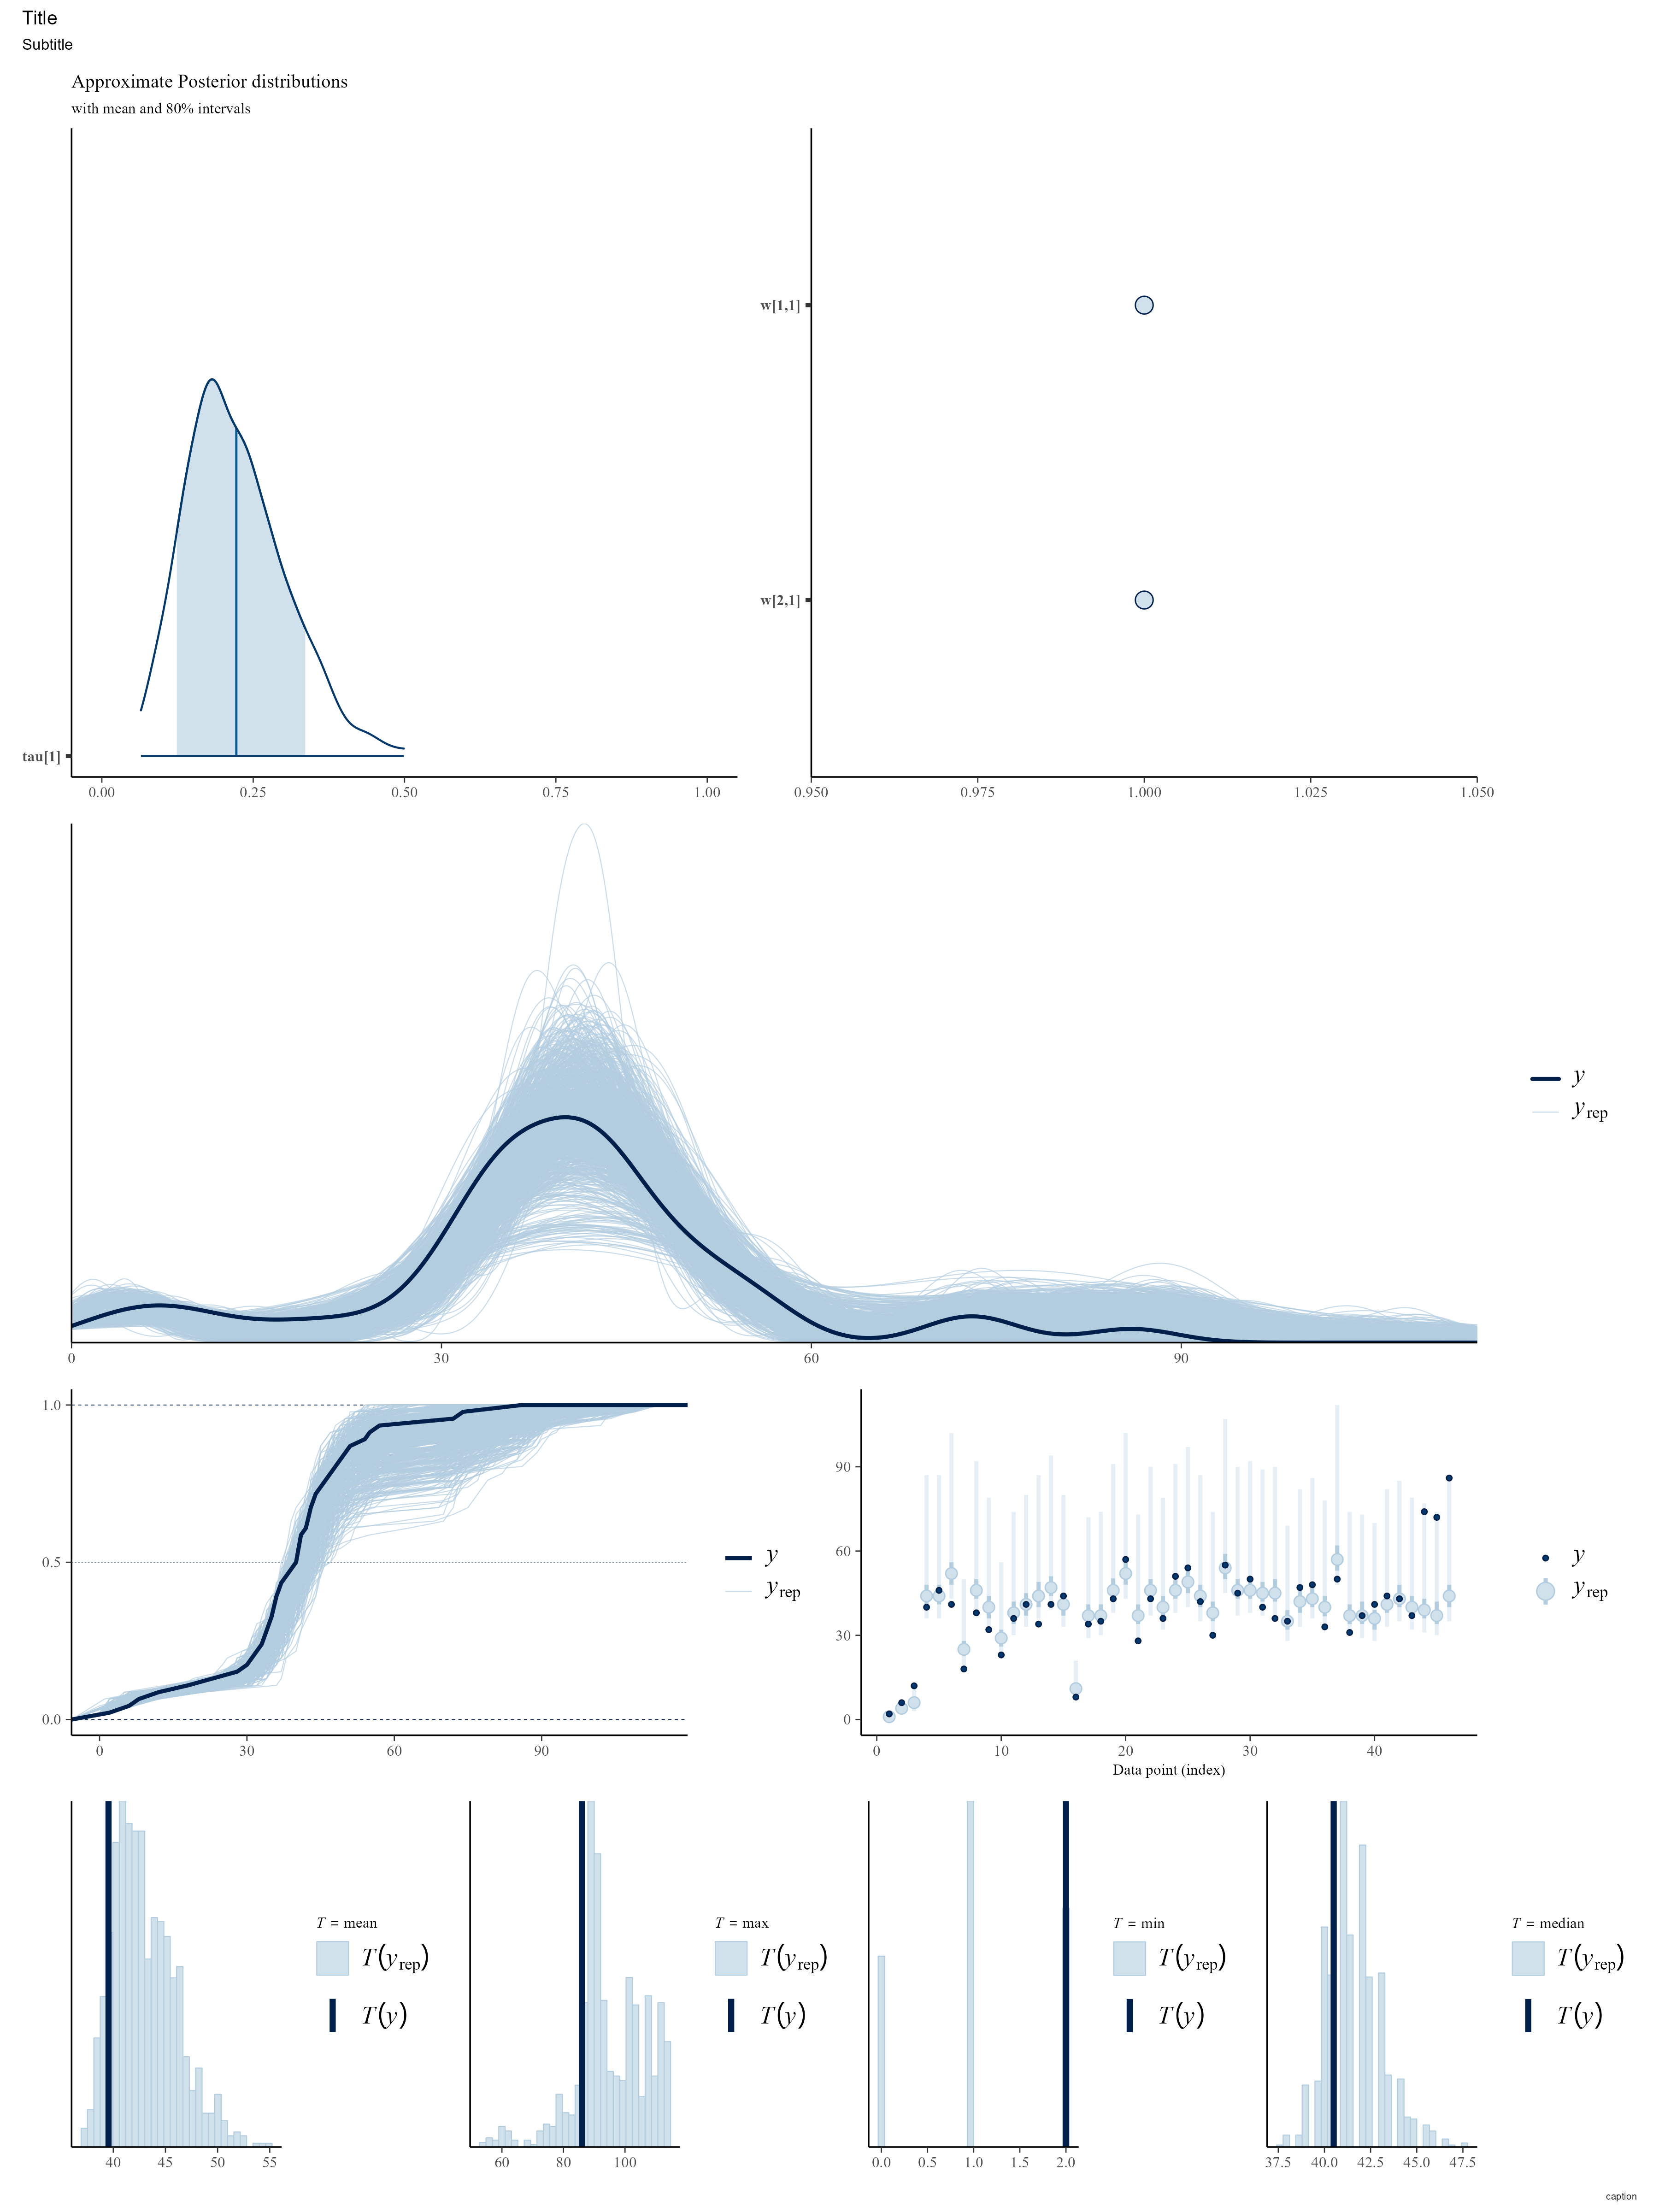 Title
Subtitle
Approximate Posterior distributions
with mean and 80% intervals
w[1,1]
w[2,1]
tau[1]
0.00 0.25 0.50 0.75 1.00
0.950 0.975 1.000 1.025 1.050
y
yrep
0 30 60 90
1.0
0.5
0.0
0 30 60 90
y
yrep
90
60
30
0
0 10 20 30 40
Data point (index)
y
yrep
T = mean
T(yrep)
T(y)
40 45 50 55
T = max
T(yrep)
T(y)
60 80 100
T = min
T(yrep)
T(y)
0.0 0.5 1.0 1.5 2.0
T = median
T(yrep)
T(y)
37.5 40.0 42.5 45.0 47.5
caption